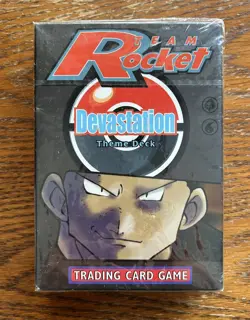 TEAM
Rocket
Devastation
Theme Deck
TRADING CARD GAME